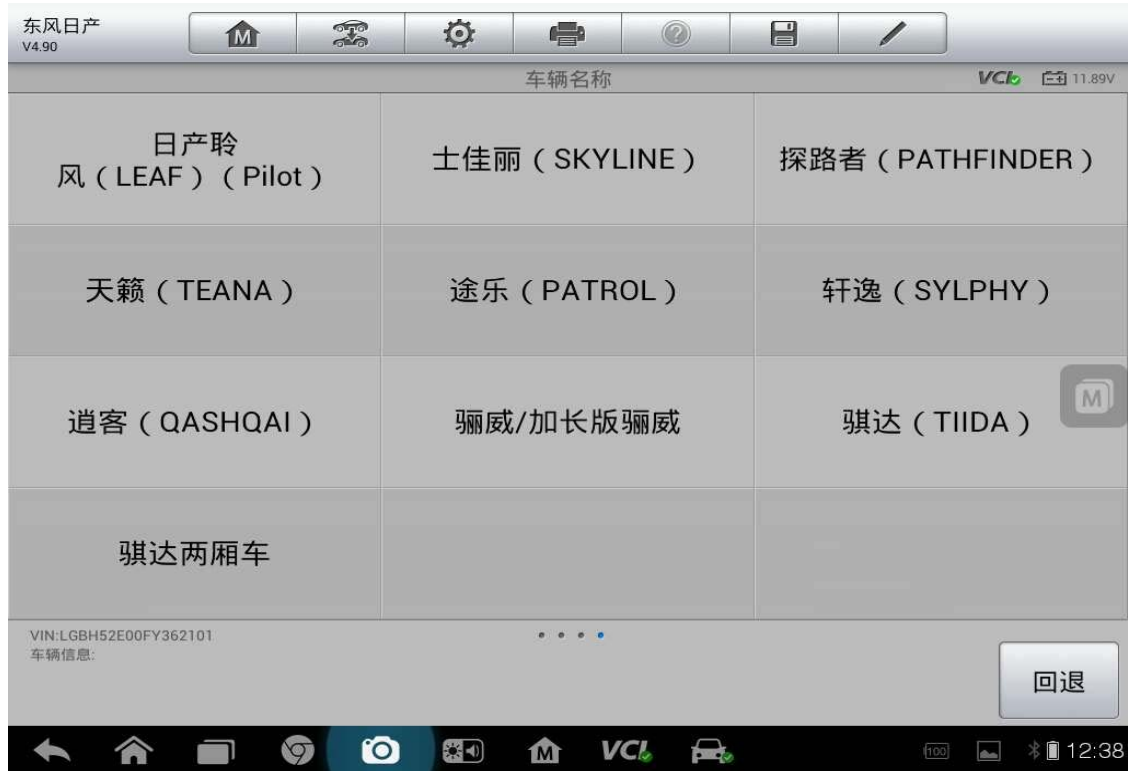 东风日产
V4.90
M
车辆名称
VCI
11.89V
日产聆
风（LEAF）（Pilot）
士佳丽（SKYLINE）
探路者（PATHFINDER）
天籁（TEANA）
途乐（PATROL）
轩逸（SYLPHY）
逍客（QASHQAI）
骊威/加长版骊威
骐达（TIIDA）
M
骐达两厢车
VIN:LGBH52E00FY362101
车辆信息:
回退
M
VCI
100
12:38